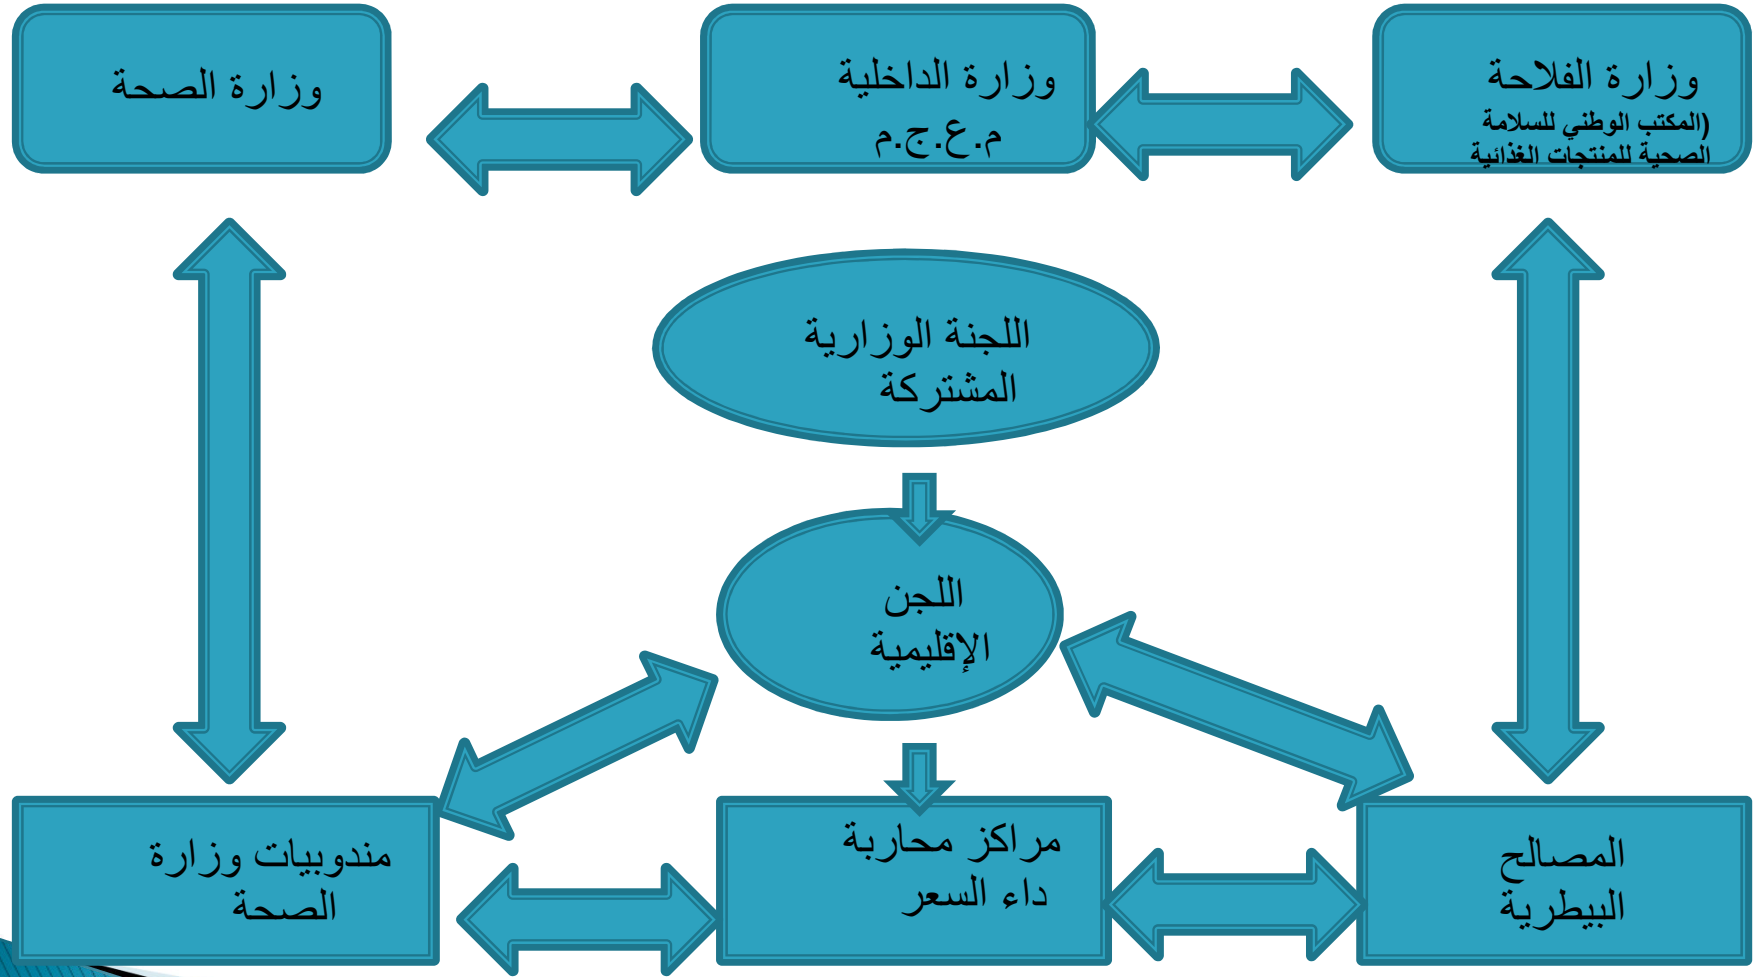 وزارة الفلاحة
(المكتب الوطني للسلامة
الصحية للمنتجات الغذائية
وزارة الداخلية
م.ع.ج.م
وزارة الصحة
اللجنة الوزارية
المشتركة
اللجن
الإقليمية
المصالح
البيطرية
مراكز محاربة
داء السعر
مندوبيات وزارة
الصحة